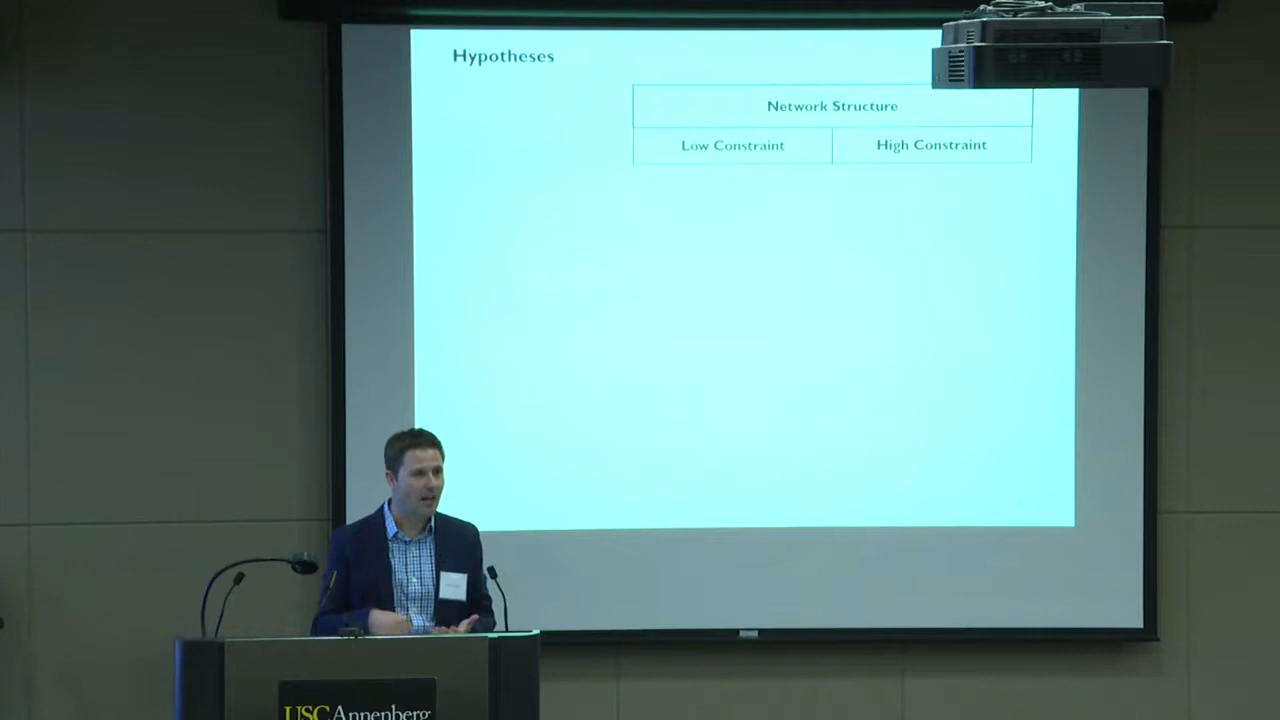 Hypotheses
Network Structure
Low Constraint
High Constraint
USC Annenberg